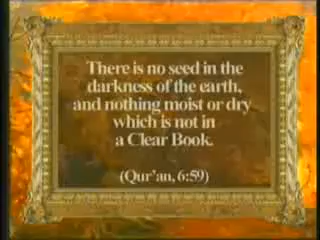 There is no seed in the
darkness of the earth,
and nothing moist or dry
which is not in
a Clear Book.
(Qur'an, 6:59)